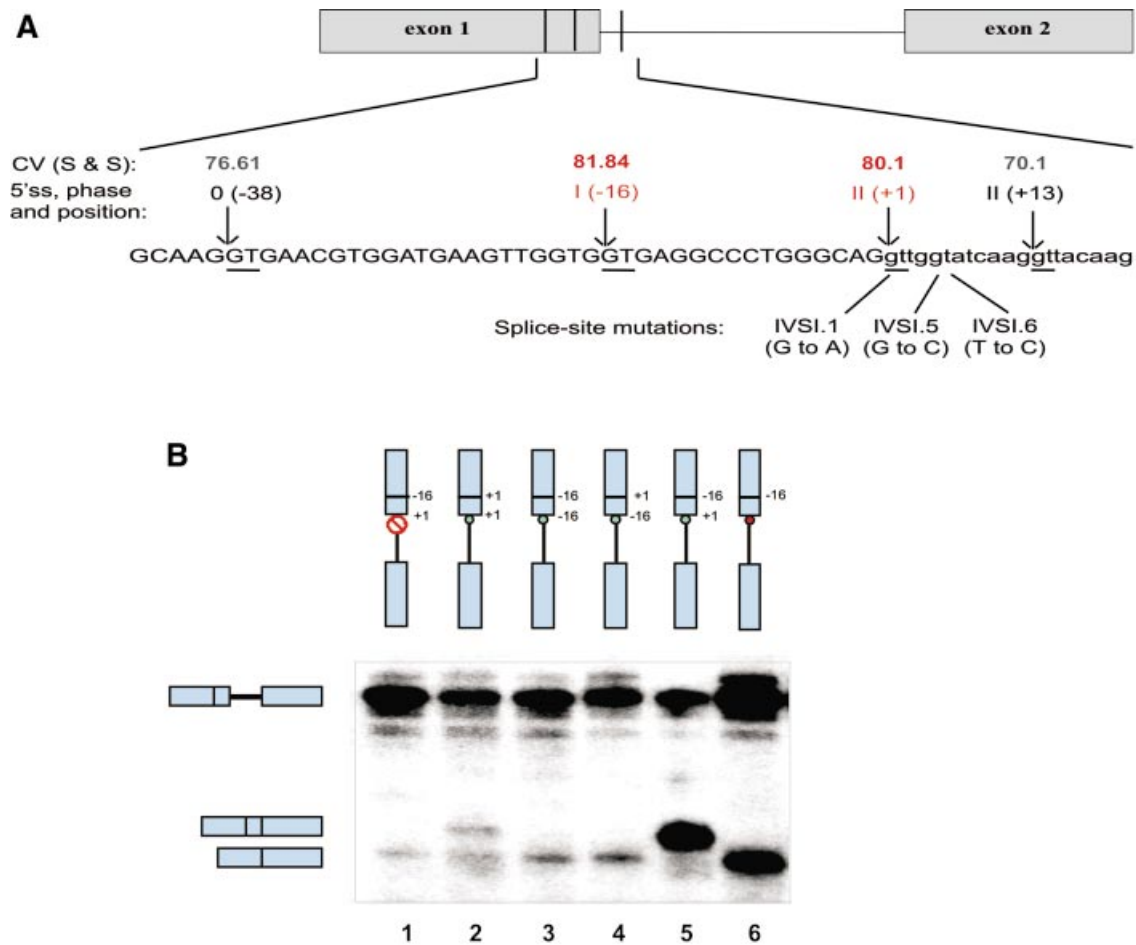 A
exon 1
exon 2
CV (S & S):
76.61
81.84
80.1
70.1
5'ss, phase
and position:
0 (-38)
I (-16)
II (+1)
II (+13)
GCAAGGTGAACGTGGATGAAGTTGGTGGTGAGGCCCTGGGCAGgttggtatcaaggttacaag
Splice-site mutations:
IVSI.1
(G to A)
IVSI.5
(G to C)
IVSI.6
(T to C)
B
-16
+1
+1
+1
-16
-16
+1
-16
-16
+1
-16
1 2 3 4 5 6